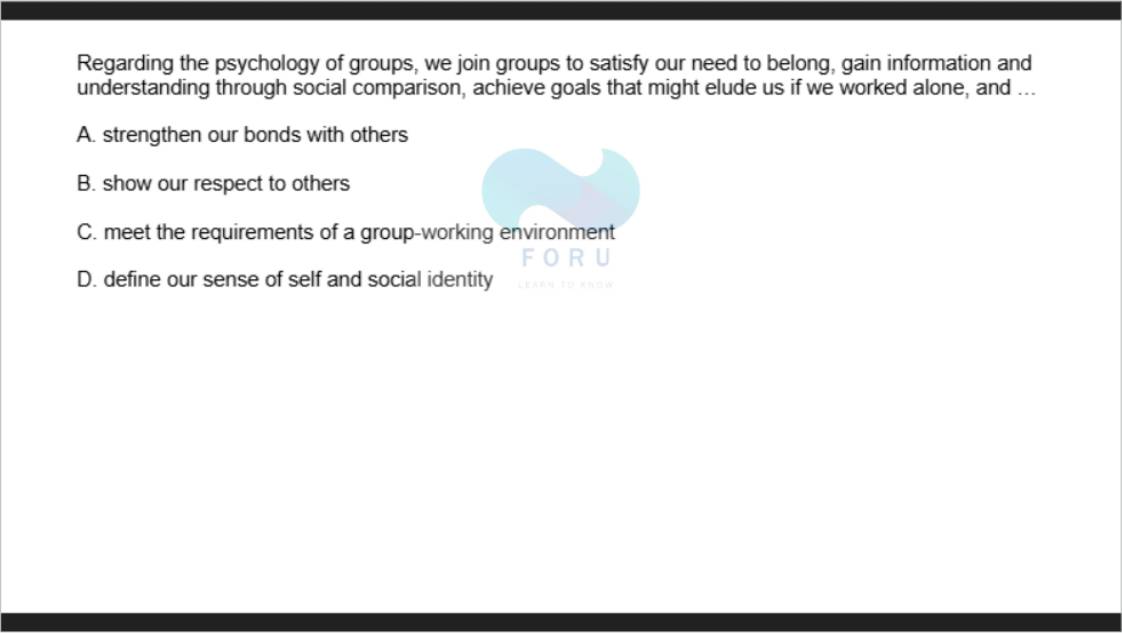 Regarding the psychology of groups, we join groups to satisfy our need to belong, gain information and
understanding through social comparison, achieve goals that might elude us if we worked alone, and ...
A. strengthen our bonds with others
B. show our respect to others
C. meet the requirements of a group-working environment
FORU
D. define our sense of self and social identity
LEARN TO KNOW